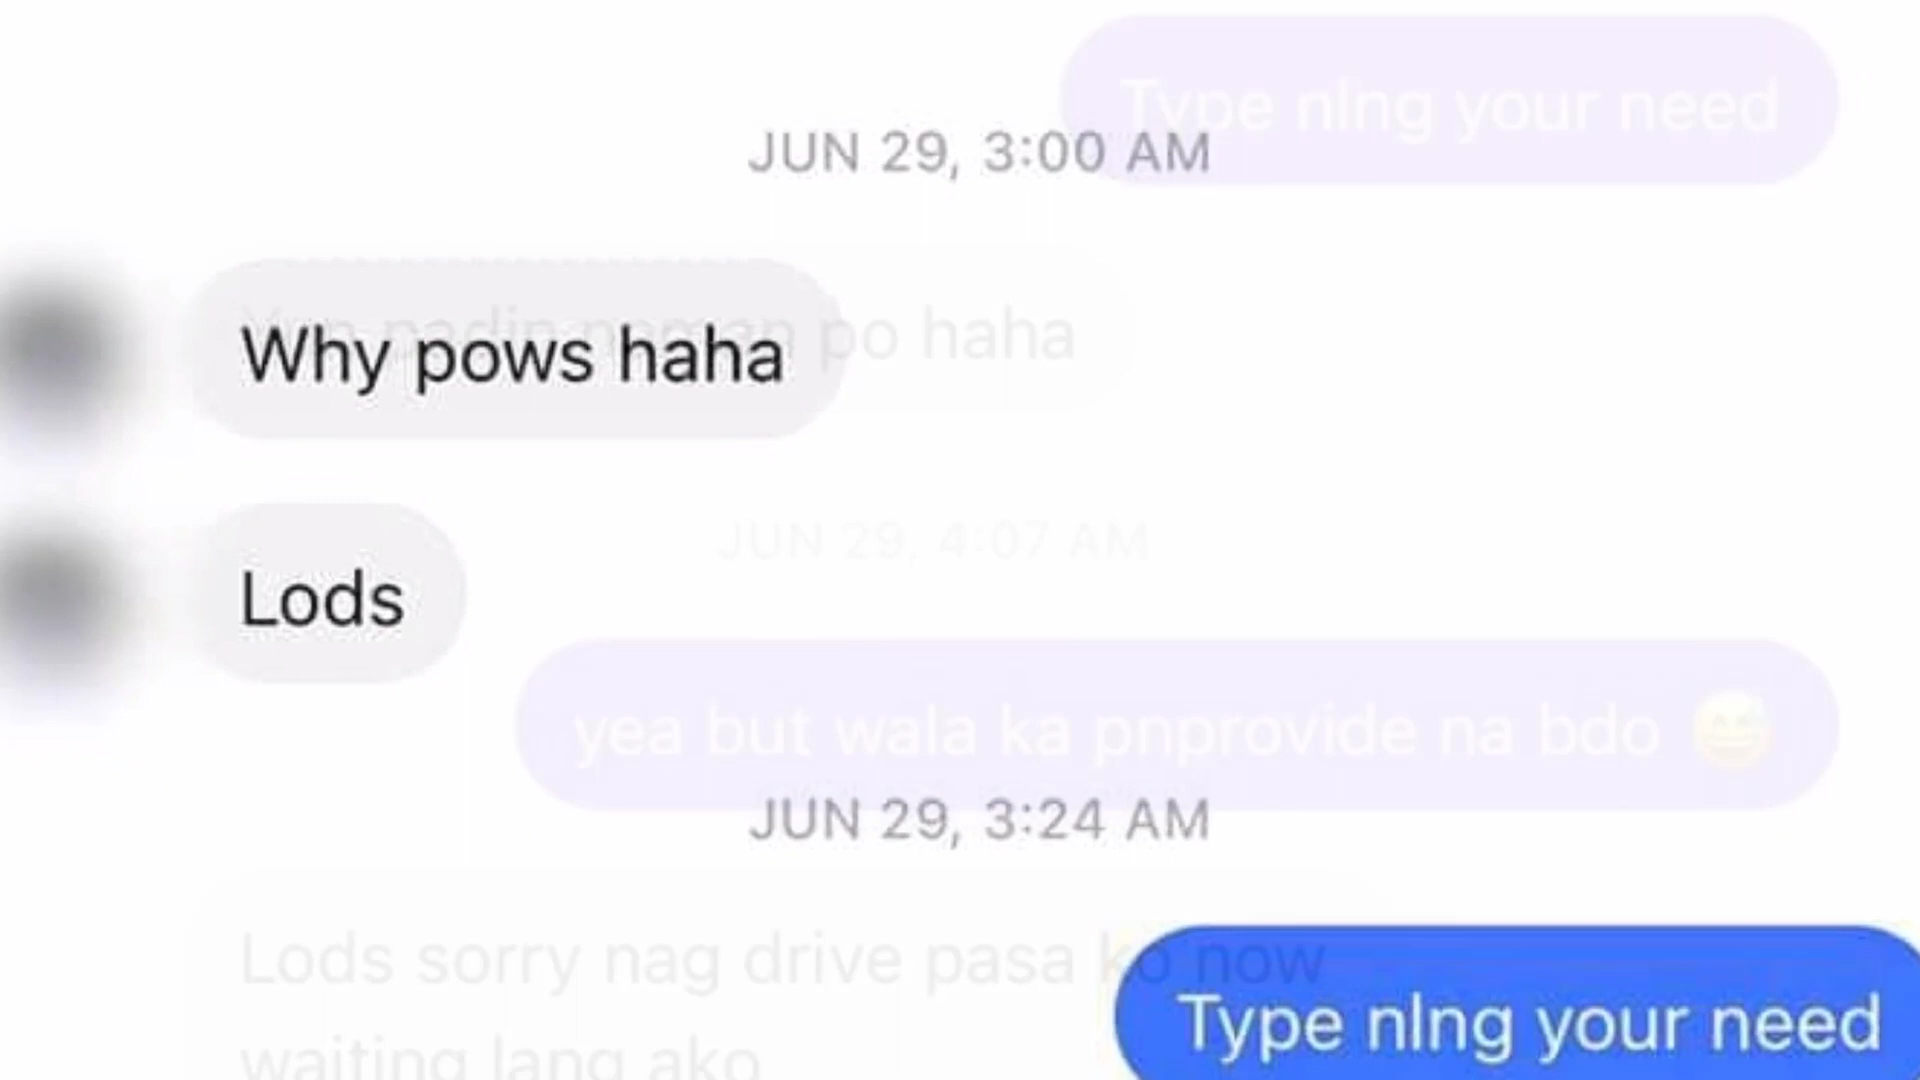 Type nlng your need
JUN 29, 3:00 AM
Why pows haha
padin naman po haha
JUN 29, 4:07 AM
Lods
yea but wala ka pnprovide na bdo 😅
JUN 29, 3:24 AM
Lods sorry nag drive pasa ko now
waiting lang ako
Type nlng your need